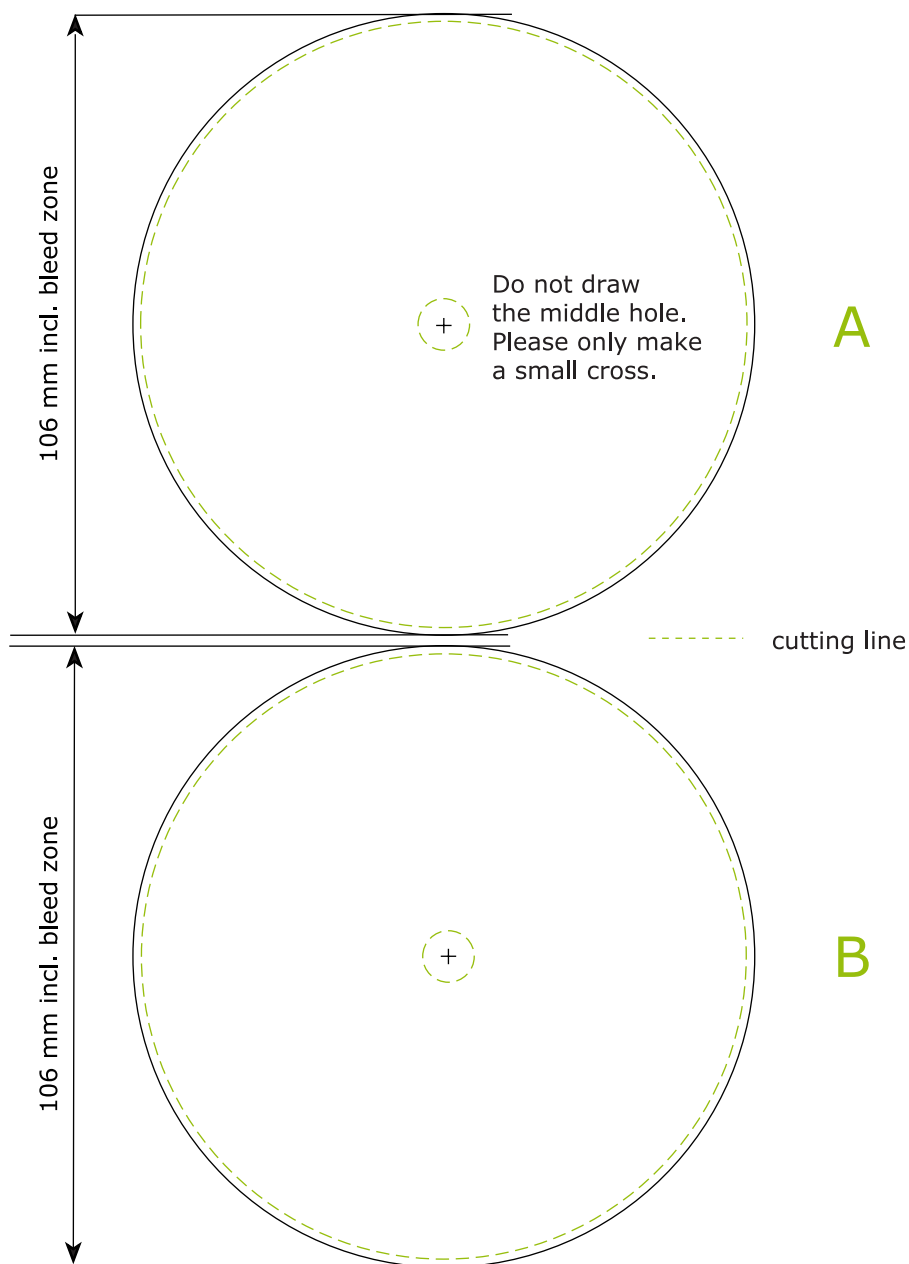 106 mm incl. bleed zone
Do not draw
the middle hole.
Please only make
a small cross.
A
cutting line
106 mm incl. bleed zone
B